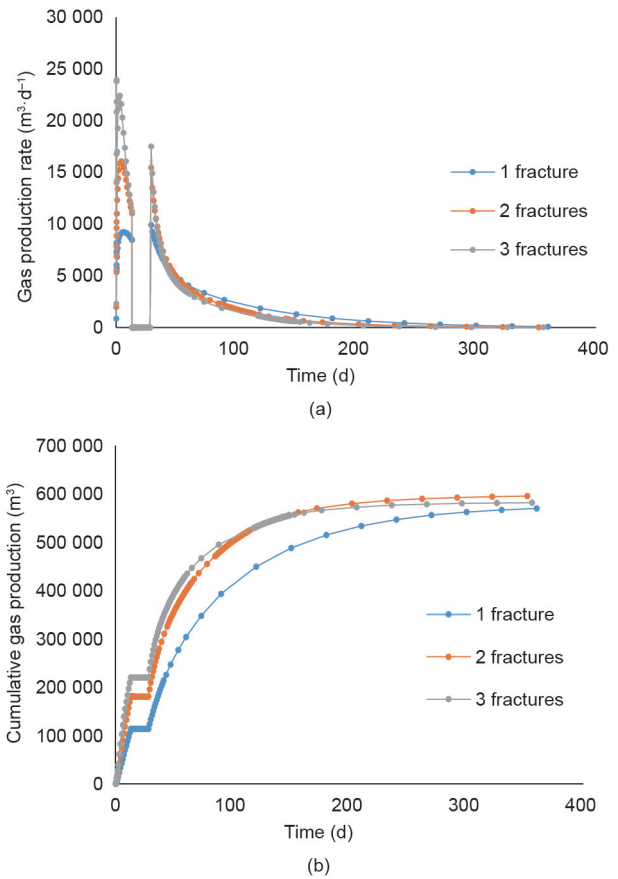 30 000
25 000
20 000
15 000
10 000
5 000
0
Gas production rate (m³·d⁻¹)
1 fracture
2 fractures
3 fractures
0 100 200 300 400
Time (d)
(a)
700 000
600 000
500 000
400 000
300 000
200 000
100 000
0
Cumulative gas production (m³)
1 fracture
2 fractures
3 fractures
0 100 200 300 400
Time (d)
(b)